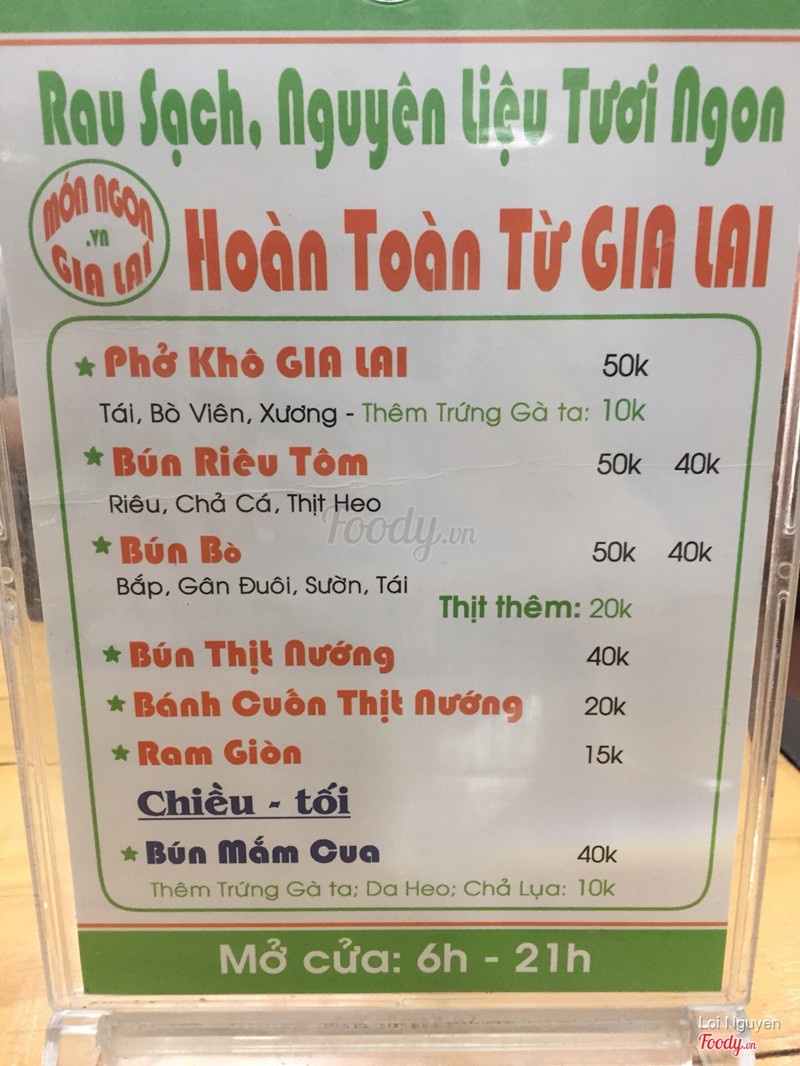 Rau Sạch, Nguyên Liệu Tươi Ngon
MÓN NGON
.VN
GIA LAI
Hoàn Toàn Từ GIA LAI
Phở Khô GIA LAI 50k
Tái, Bò Viên, Xương - Thêm Trứng Gà ta: 10k
Bún Riêu Tôm 50k 40k
Riêu, Chả Cá, Thịt Heo
Foody.vn
Bún Bò 50k 40k
Bắp, Gân Đuôi, Sườn, Tái
Thịt thêm: 20k
Bún Thịt Nướng 40k
Bánh Cuốn Thịt Nướng 20k
Ram Giòn 15k
Chiều - tối
Bún Mắm Cua 40k
Thêm Trứng Gà ta; Da Heo; Chả Lụa: 10k
Mở cửa: 6h - 21h
Loi Nguyen
Foody.vn